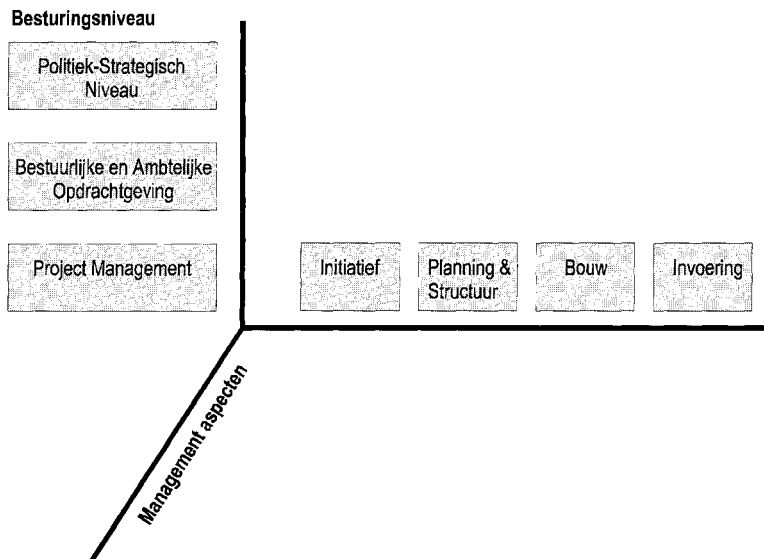 Besturingsniveau
Politiek-Strategisch
Niveau
Bestuurlijke en Ambtelijke
Opdrachtgeving
Project Management
Initiatief
Planning &
Structuur
Bouw
Invoering
Management aspecten